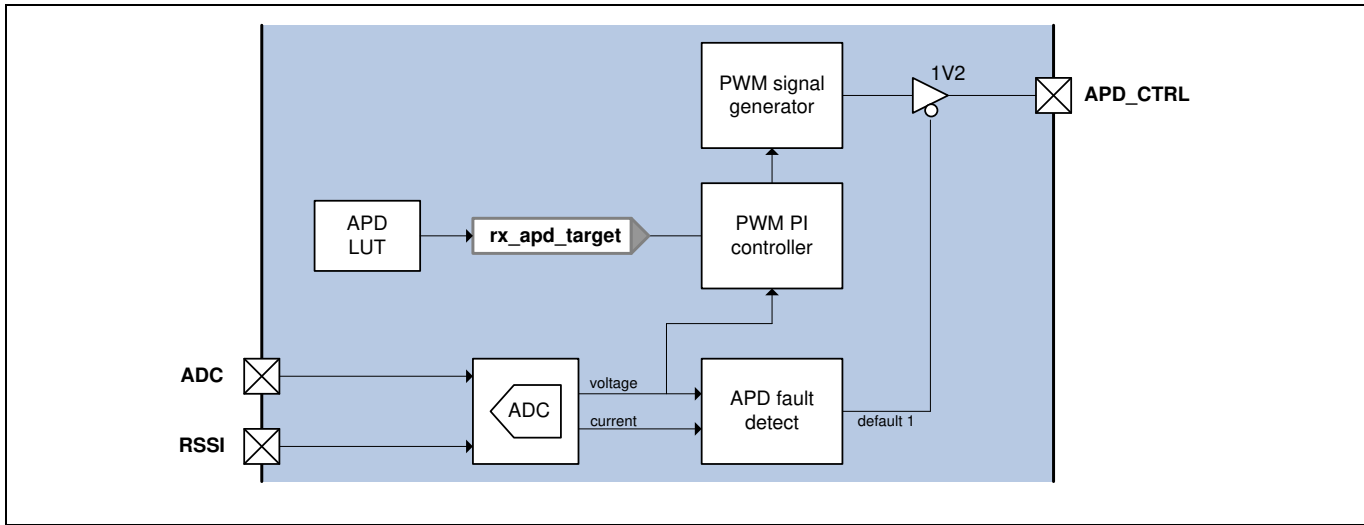 PWM signal
generator
1V2
APD_CTRL
APD
LUT
rx_apd_target
PWM PI
controller
ADC
voltage
ADC
current
APD fault
detect
default 1
RSSI